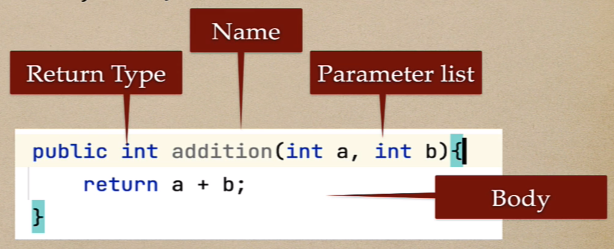 Name
Return Type
Parameter list
public int addition(int a, int b){
return a + b;
Body
}